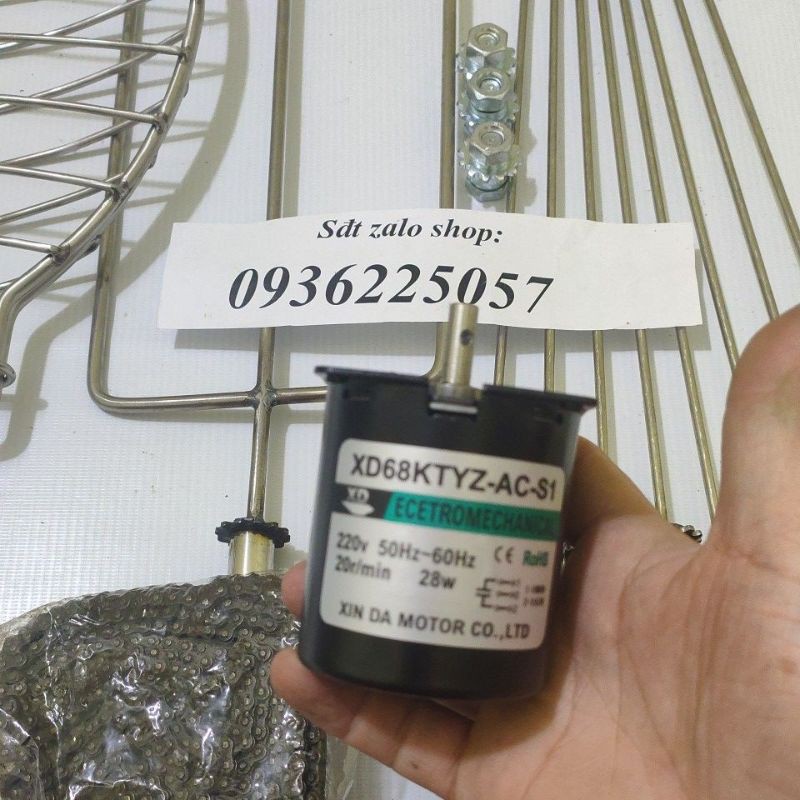 Sđt zalo shop:
0936225057
XD68KTYZ-AC-S1
XD
ECETROMECHANICAL
220v 50Hz~60Hz CE RoHS
20r/min 28w
XIN DA MOTOR CO.,LTD